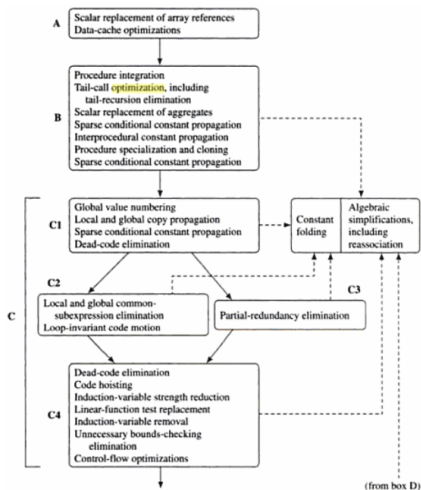 A
Scalar replacement of array references
Data-cache optimizations
B
Procedure integration
Tail-call optimization, including
tail-recursion elimination
Scalar replacement of aggregates
Sparse conditional constant propagation
Interprocedural constant propagation
Procedure specialization and cloning
Sparse conditional constant propagation
C
C1
Global value numbering
Local and global copy propagation
Sparse conditional constant propagation
Dead-code elimination
Constant
folding
Algebraic
simplifications,
including
reassociation
C2
Local and global common-
subexpression elimination
Loop-invariant code motion
C3
Partial-redundancy elimination
C4
Dead-code elimination
Code hoisting
Induction-variable strength reduction
Linear-function test replacement
Induction-variable removal
Unnecessary bounds-checking
elimination
Control-flow optimizations
(from box D)